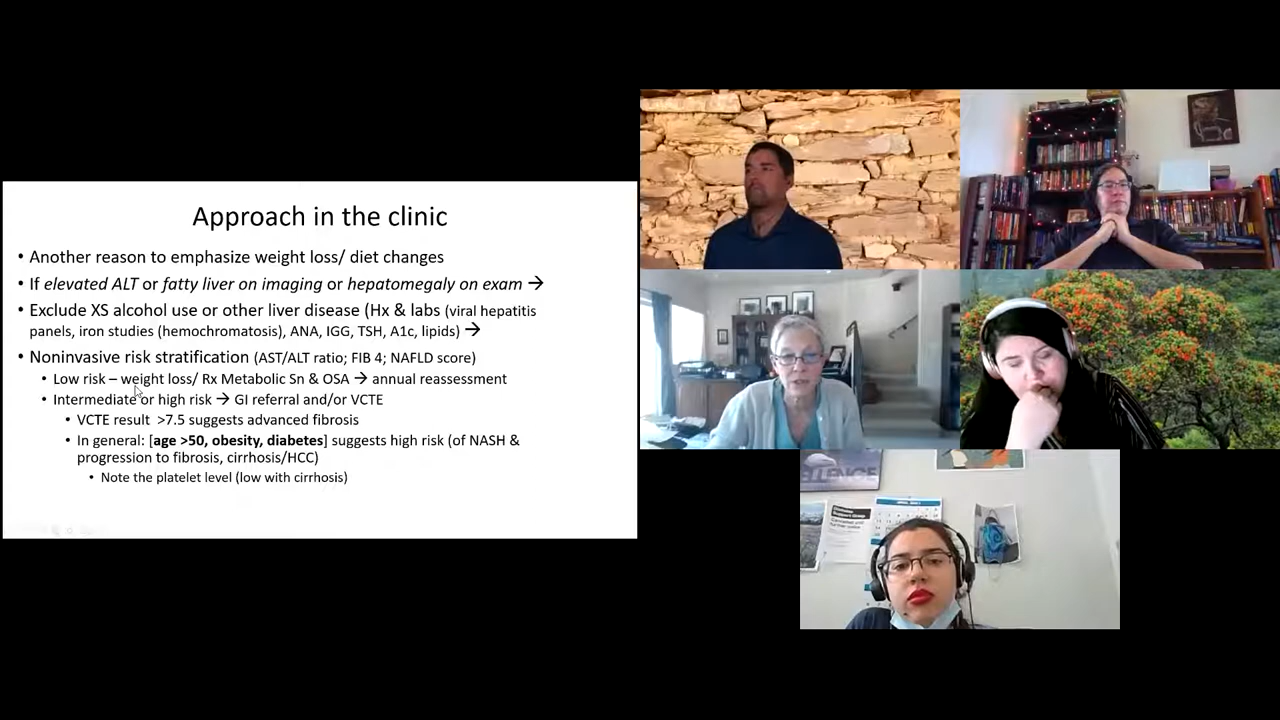 Approach in the clinic
• Another reason to emphasize weight loss/ diet changes
• If elevated ALT or fatty liver on imaging or hepatomegaly on exam →
• Exclude XS alcohol use or other liver disease (Hx & labs (viral hepatitis
panels, iron studies (hemochromatosis), ANA, IGG, TSH, A1c, lipids) →
• Noninvasive risk stratification (AST/ALT ratio; FIB 4; NAFLD score)
• Low risk – weight loss/ Rx Metabolic Sn & OSA → annual reassessment
• Intermediate or high risk → GI referral and/or VCTE
• VCTE result >7.5 suggests advanced fibrosis
• In general: [age >50, obesity, diabetes] suggests high risk (of NASH &
progression to fibrosis, cirrhosis/HCC)
• Note the platelet level (low with cirrhosis)
LLENCE
Support Group